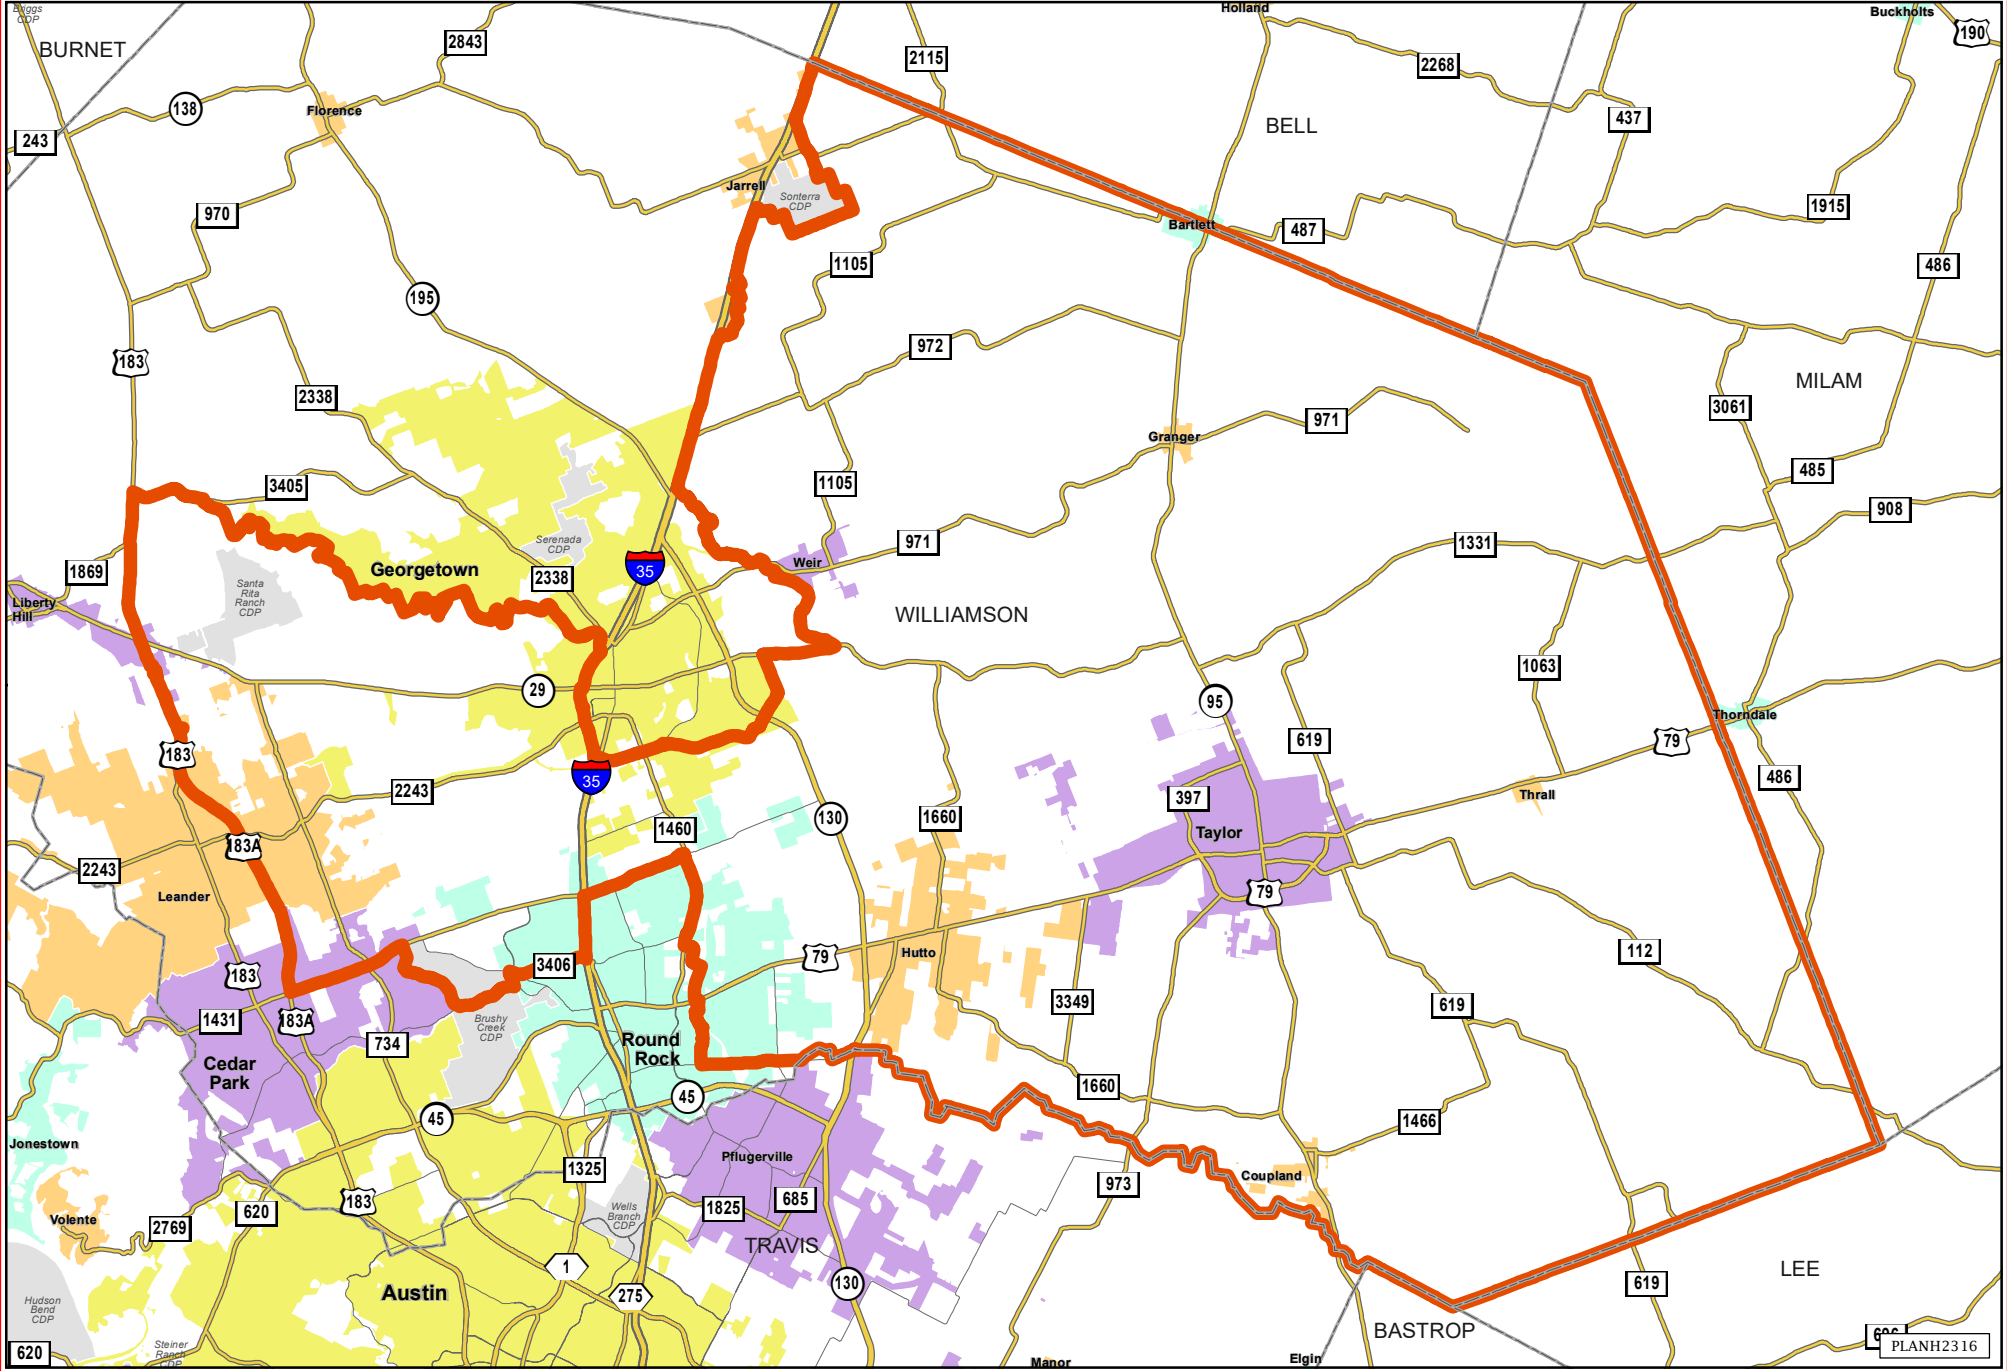 Briggs
CDP
BURNET
2843
Holland
Buckholts
190
2115
2268
138
Florence
243
BELL
437
Jarrell
Sonterra
CDP
970
Bartlett
487
1915
1105
486
195
183
972
MILAM
2338
3061
Granger
971
3405
1105
485
908
Serenada
CDP
971
1331
Georgetown
2338
35
Weir
1869
Santa
Rita
Ranch
CDP
Liberty
Hill
WILLIAMSON
1063
29
95
Thorndale
619
79
183
35
2243
486
397
Thrall
1460
130
1660
Taylor
183A
2243
Leander
79
Hutto
79
112
183
3406
3349
619
1431
183A
Brushy
Creek
CDP
734
Round
Rock
Cedar
Park
1660
45
45
1466
Jonestown
Pflugerville
1325
973
Coupland
183
685
1825
620
Wells
Branch
CDP
Volente
2769
TRAVIS
1
130
275
Austin
LEE
619
Hudson
Bend
CDP
BASTROP
Steiner
Ranch
CDP
620
696
PLANH2316
Manor
Elgin